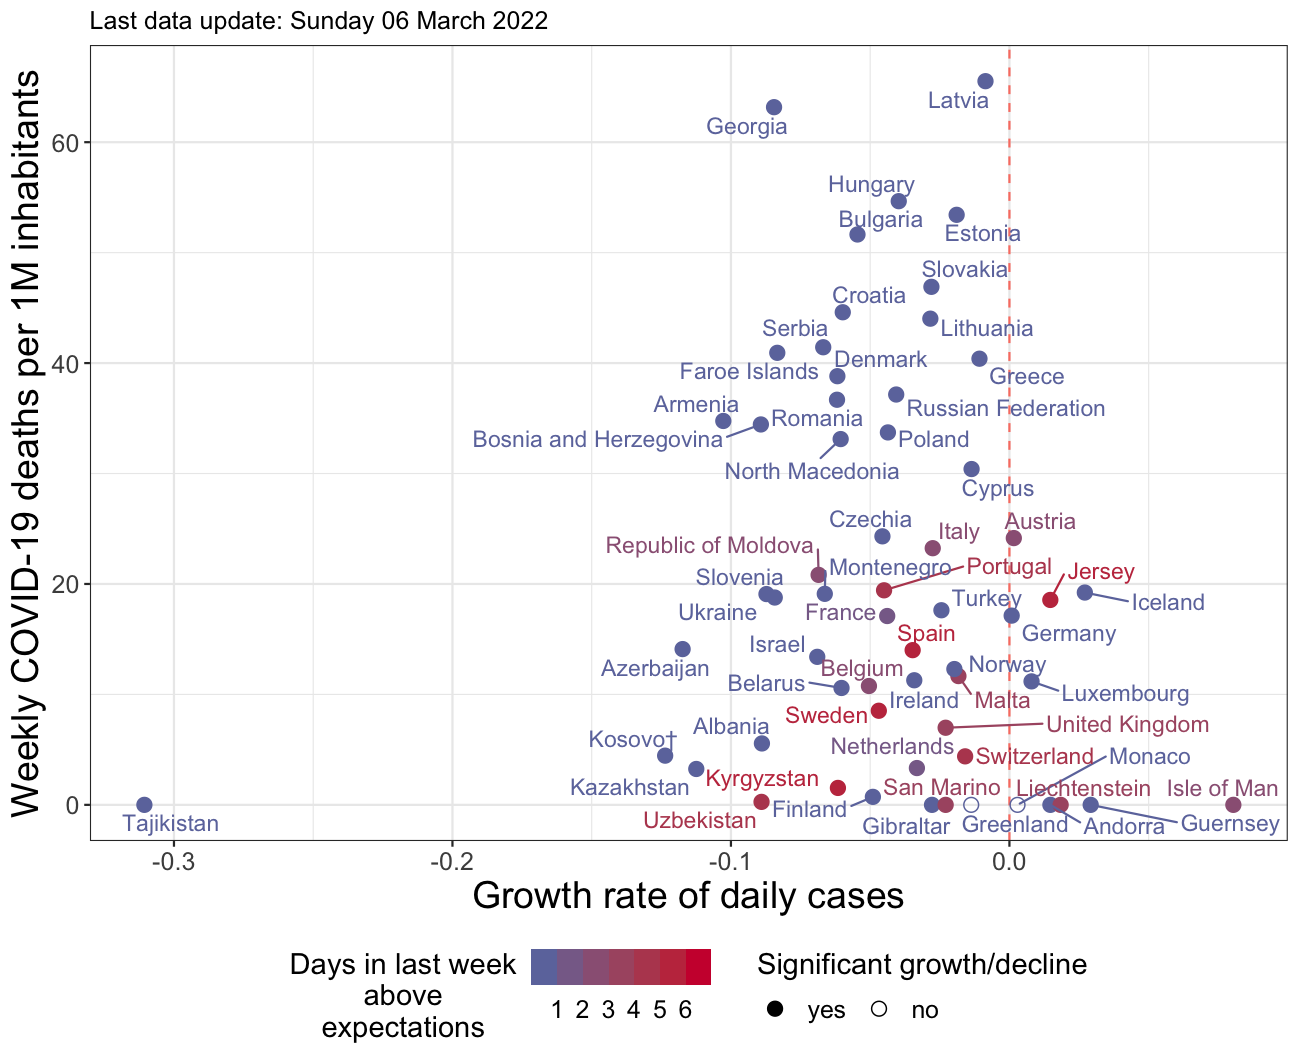 Last data update: Sunday 06 March 2022
Weekly COVID-19 deaths per 1M inhabitants
60
40
20
0
Latvia
Georgia
Hungary
Bulgaria
Estonia
Slovakia
Croatia
Serbia
Lithuania
Denmark
Faroe Islands
Greece
Armenia
Romania
Russian Federation
Bosnia and Herzegovina
Poland
North Macedonia
Cyprus
Czechia
Austria
Italy
Republic of Moldova
Montenegro
Portugal
Jersey
Slovenia
Turkey
Iceland
Ukraine
France
Spain
Germany
Israel
Azerbaijan
Belgium
Norway
Belarus
Ireland
Malta
Luxembourg
Sweden
Albania
United Kingdom
Kosovo†
Netherlands
Switzerland
Monaco
Kazakhstan
Kyrgyzstan
San Marino
Liechtenstein
Isle of Man
Finland
Uzbekistan
Tajikistan
Gibraltar
Greenland
Andorra
Guernsey
-0.3
-0.2
-0.1
0.0
Growth rate of daily cases
Days in last week
above
expectations
1 2 3 4 5 6
Significant growth/decline
yes
no